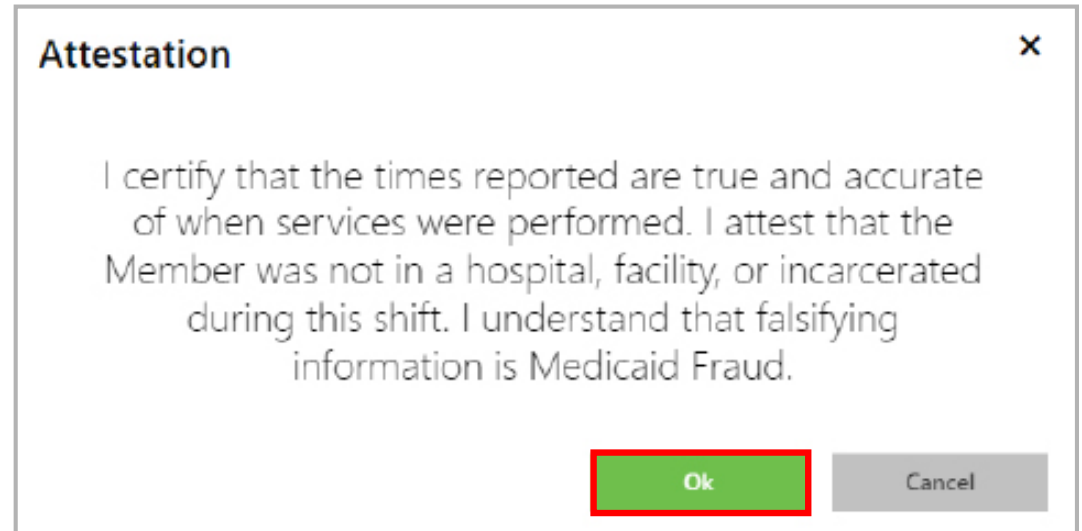 Attestation ×
I certify that the times reported are true and accurate
of when services were performed. I attest that the
Member was not in a hospital, facility, or incarcerated
during this shift. I understand that falsifying
information is Medicaid Fraud.
Ok Cancel